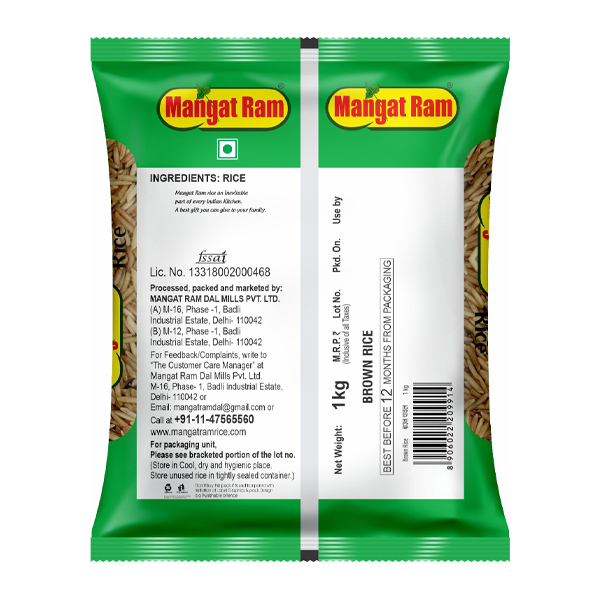 Mangat Ram
®
INGREDIENTS: RICE
Mangat Ram rice an inevitable
part of every Indian Kitchen.
A best gift you can give to your family.
fssai
Lic. No. 13318002000468
Processed, packed and marketed by:
MANGAT RAM DAL MILLS PVT. LTD.
(A) M-16, Phase -1, Badli
Industrial Estate, Delhi- 110042
(B) M-12, Phase -1, Badli
Industrial Estate, Delhi- 110042
For Feedback/Complaints, write to
"The Customer Care Manager" at
Mangat Ram Dal Mills Pvt. Ltd.
M-16, Phase- 1, Badli Industrial Estate,
Delhi- 110042 or
Email: mangatramdal@gmail.com or
Call at +91-11-47565560
www.mangatramrice.com
For packaging unit,
Please see bracketed portion of the lot no.
(Store in Cool, dry and hygienic place.
Store unused rice in tightly sealed container.)
Rice
Mangat Ram
®
Net Weight: 1kg M.R.P. ₹ Lot No. Pkd. On. Use by
(Inclusive of all Taxes)
BROWN RICE
BEST BEFORE 12 MONTHS FROM PACKAGING
Brown Rice 1 kg
8 906022 209914
Rice